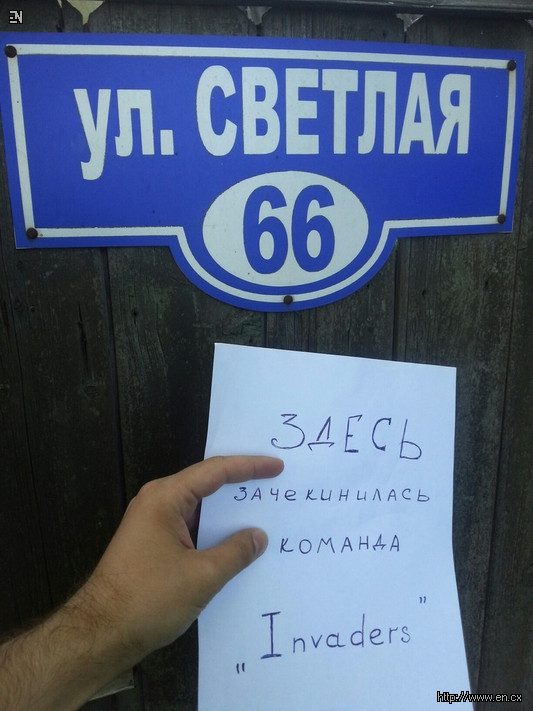 EN
ул. СВЕТЛАЯ
66
ЗДЕСЬ
ЗАЧЕКИНИЛАСЬ
КОМАНДА
„Invaders"
http://www.en.cx